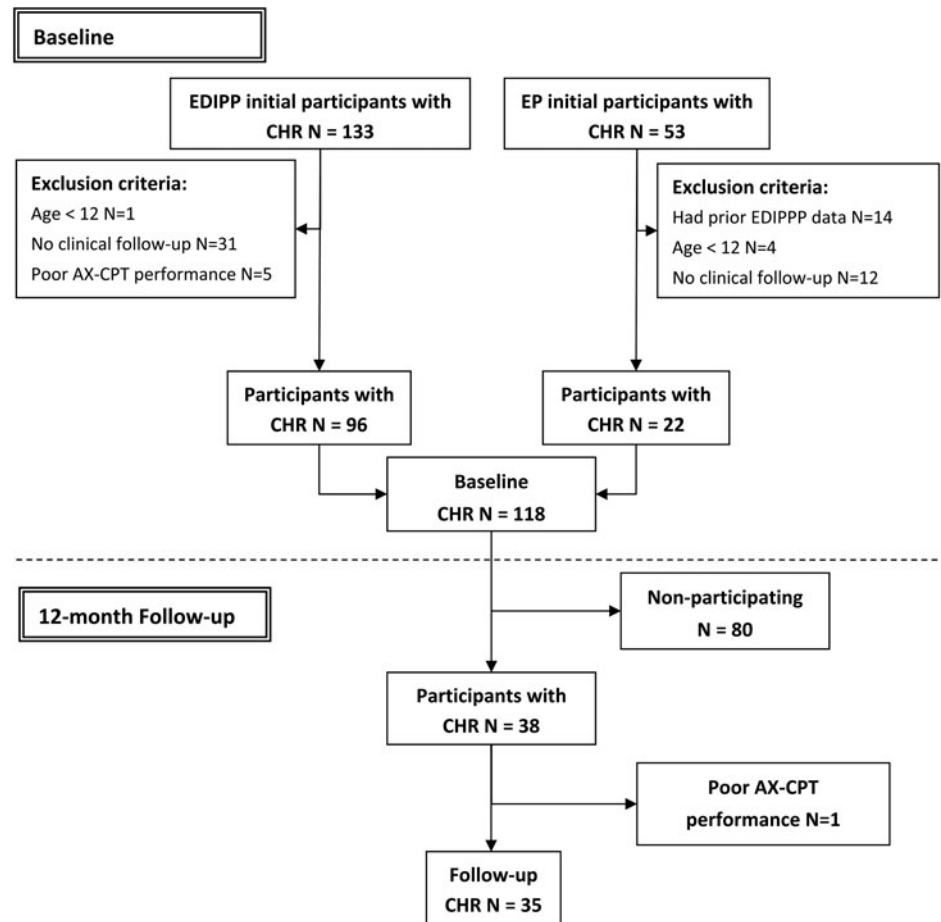 Baseline
EDIPP initial participants with
CHR N = 133
EP initial participants with
CHR N = 53
Exclusion criteria:
Age < 12 N=1
No clinical follow-up N=31
Poor AX-CPT performance N=5
Exclusion criteria:
Had prior EDIPPP data N=14
Age < 12 N=4
No clinical follow-up N=12
Participants with
CHR N = 96
Participants with
CHR N = 22
Baseline
CHR N = 118
12-month Follow-up
Non-participating
N = 80
Participants with
CHR N = 38
Poor AX-CPT
performance N=1
Follow-up
CHR N = 35